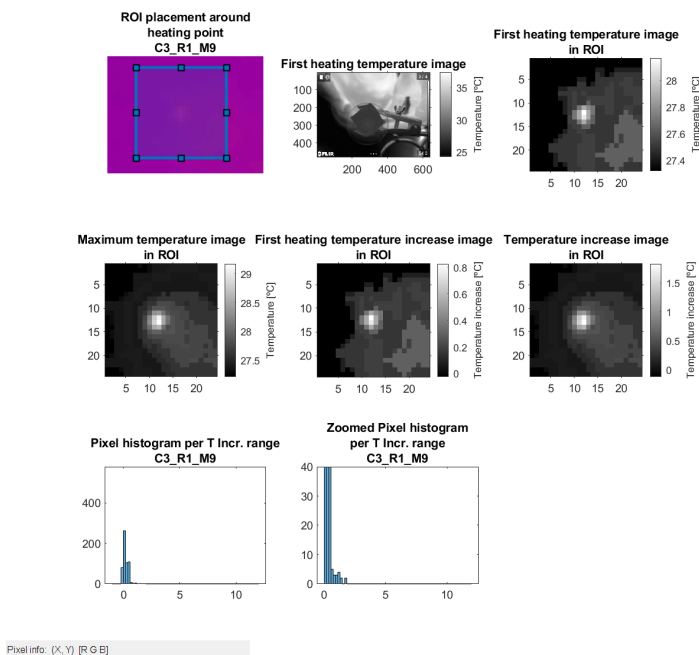 ROI placement around
heating point
C3_R1_M9
First heating temperature image
100
200
300
400
200 400 600
35
30
25
Temperature [ºC]
First heating temperature image
in ROI
5
10
15
20
5 10 15 20
28
27.8
27.6
27.4
Temperature [ºC]
Maximum temperature image
in ROI
5
10
15
20
5 10 15 20
29
28.5
28
27.5
Temperature [ºC]
First heating temperature increase image
in ROI
5
10
15
20
5 10 15 20
0.8
0.6
0.4
0.2
0
Temperature increase [ºC]
Temperature increase image
in ROI
5
10
15
20
5 10 15 20
1.5
1
0.5
0
Temperature increase [ºC]
Pixel histogram per T Incr. range
C3_R1_M9
400
200
0
0 5 10
Zoomed Pixel histogram
per T Incr. range
C3_R1_M9
40
30
20
10
0
0 5 10
Pixel info: (X, Y) [R G B]